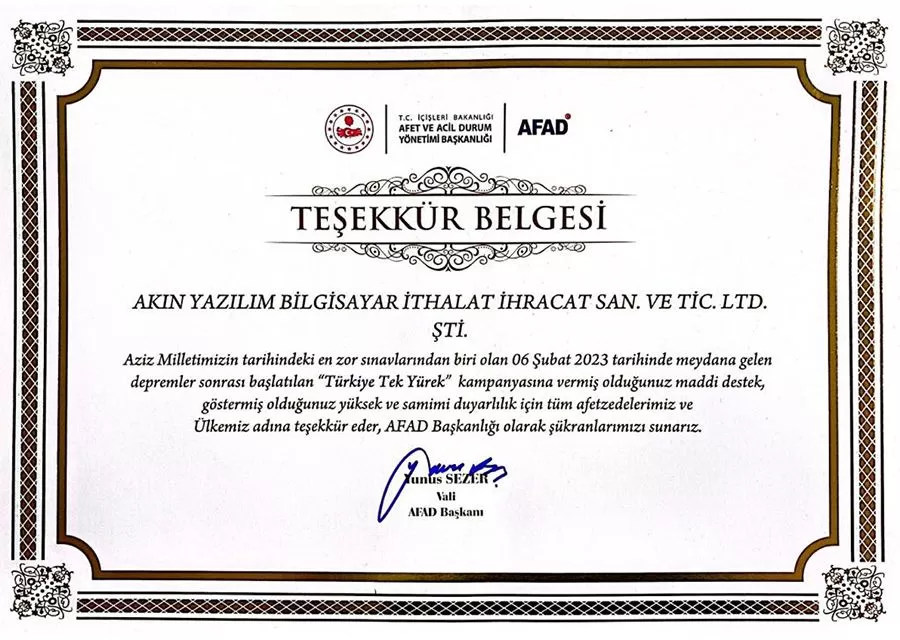 T.C. İÇİŞLERİ BAKANLIĞI
AFET VE ACİL DURUM
YÖNETİMİ BAŞKANLIĞI
AFAD
TEŞEKKÜR BELGESİ
AKIN YAZILIM BİLGİSAYAR İTHALAT İHRACAT SAN. VE TİC. LTD.
ŞTİ.
Aziz Milletimizin tarihindeki en zor sınavlarından biri olan 06 Şubat 2023 tarihinde meydana gelen
depremler sonrası başlatılan “Türkiye Tek Yürek” kampanyasına vermiş olduğunuz maddi destek,
göstermiş olduğunuz yüksek ve samimi duyarlılık için tüm afetzedelerimiz ve
Ülkemiz adına teşekkür eder, AFAD Başkanlığı olarak şükranlarımızı sunarız.
Yunus SEZER
Vali
AFAD Başkanı